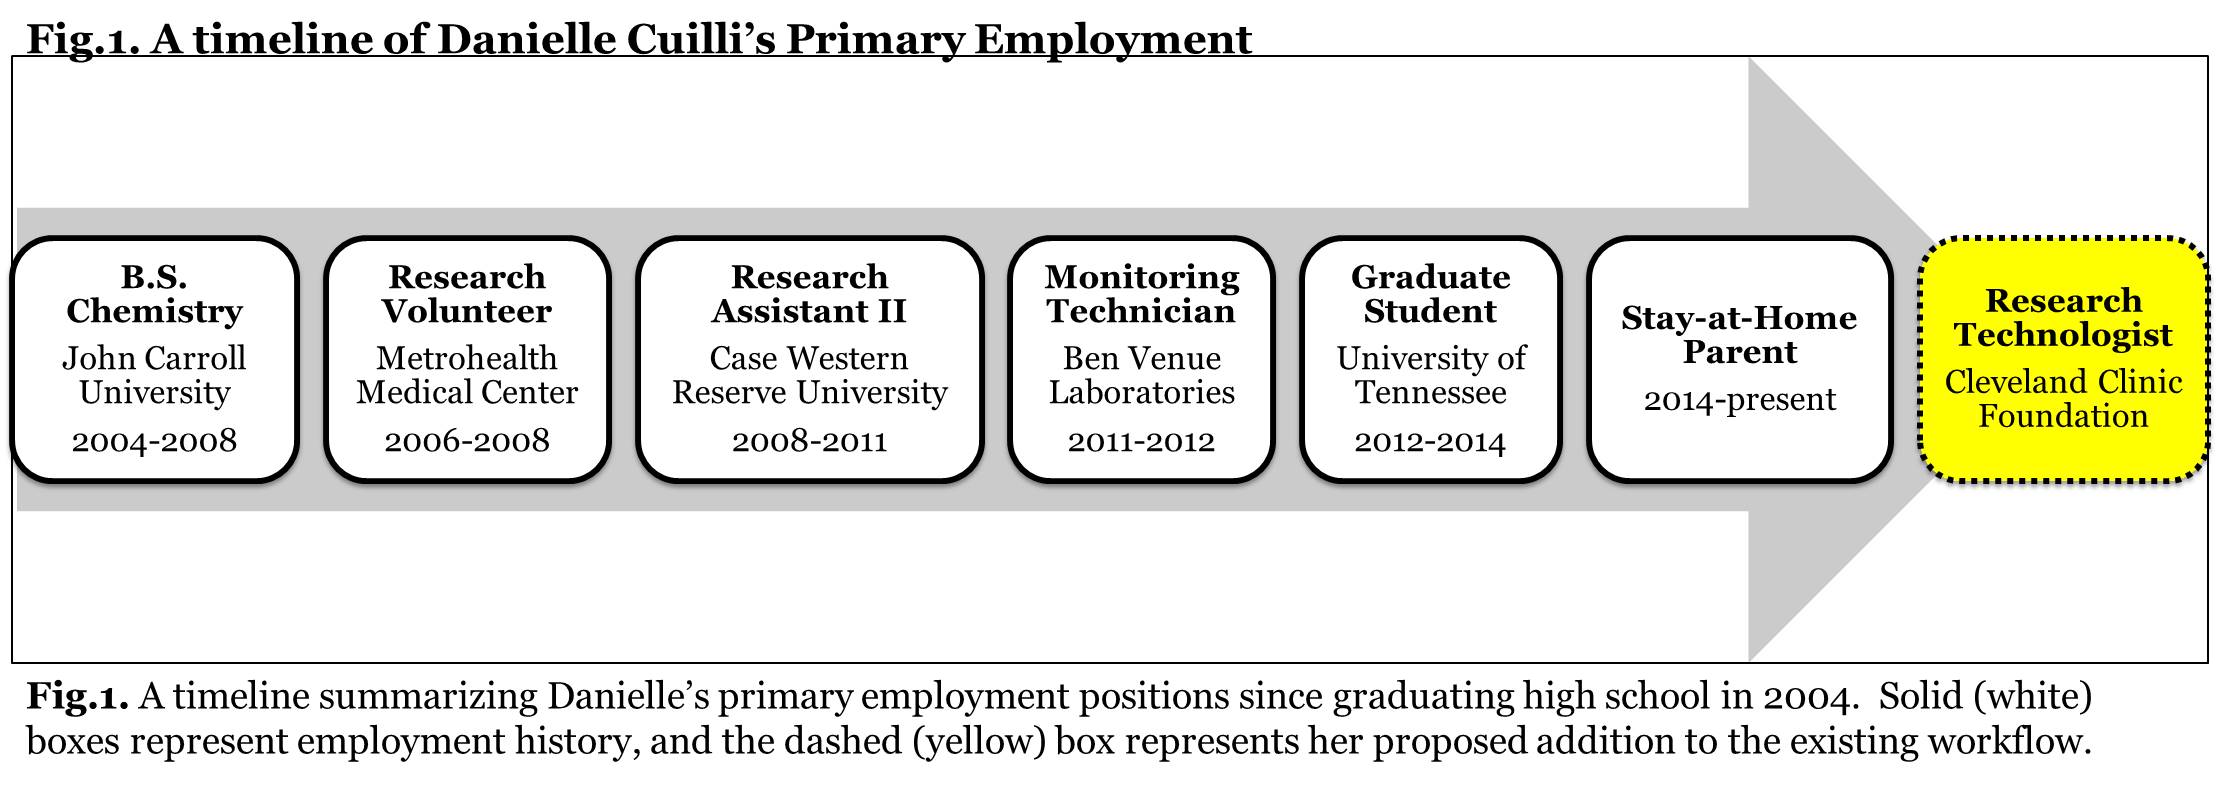 Fig.1. A timeline of Danielle Cuilli’s Primary Employment
B.S.
Chemistry
John Carroll
University
2004-2008
Research
Volunteer
Metrohealth
Medical Center
2006-2008
Research
Assistant II
Case Western
Reserve University
2008-2011
Monitoring
Technician
Ben Venue
Laboratories
2011-2012
Graduate
Student
University of
Tennessee
2012-2014
Stay-at-Home
Parent
2014-present
Research
Technologist
Cleveland Clinic
Foundation
Fig.1. A timeline summarizing Danielle’s primary employment positions since graduating high school in 2004.  Solid (white)
boxes represent employment history, and the dashed (yellow) box represents her proposed addition to the existing workflow.